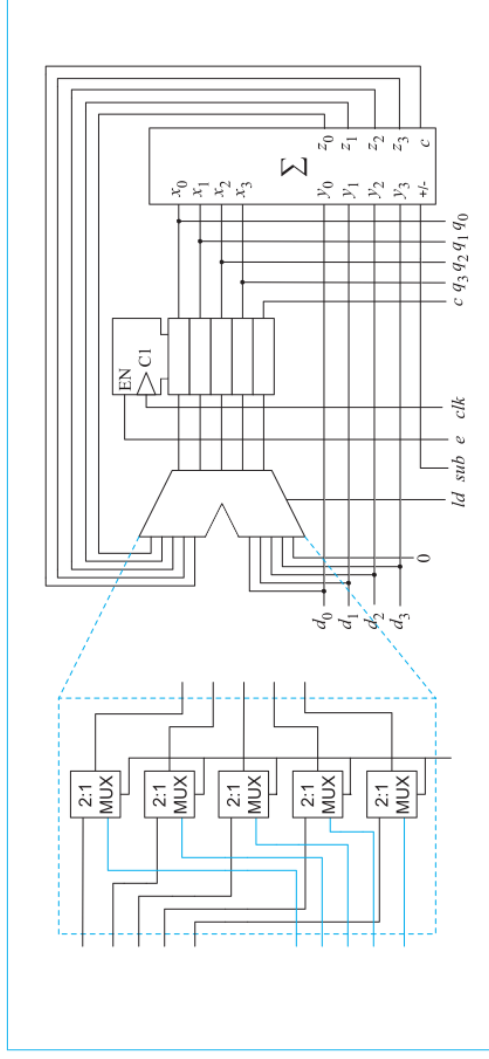 x₀
x₁
x₂
x₃
Σ
z₀
z₁
z₂
z₃
c
y₀
y₁
y₂
y₃
+/-
EN
C1
q₀
q₁
q₂
q₃
c
clk
e
sub
ld
0
d₀
d₁
d₂
d₃
2:1
MUX
2:1
MUX
2:1
MUX
2:1
MUX
2:1
MUX